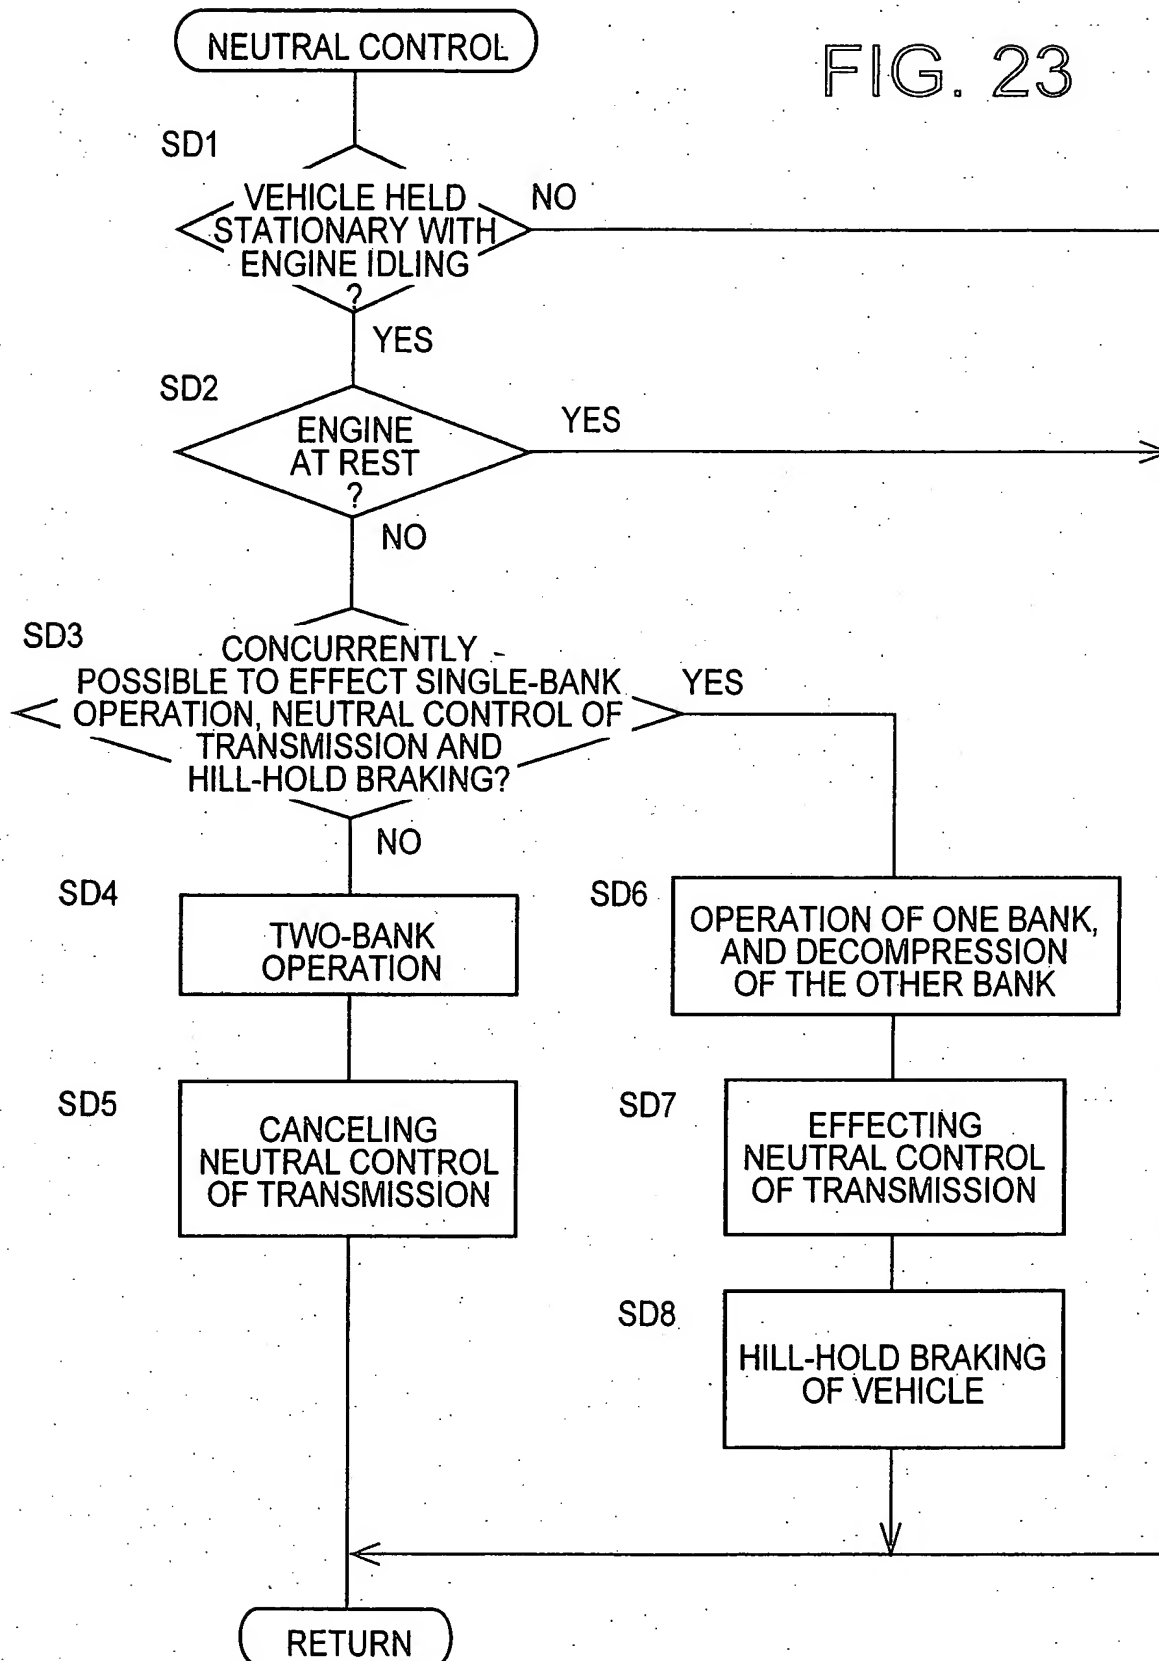 NEUTRAL CONTROL
FIG. 23
SD1
VEHICLE HELD
STATIONARY WITH
ENGINE IDLING
?
NO
YES
SD2
ENGINE
AT REST
?
YES
NO
SD3
CONCURRENTLY
POSSIBLE TO EFFECT SINGLE-BANK
OPERATION, NEUTRAL CONTROL OF
TRANSMISSION AND
HILL-HOLD BRAKING?
YES
NO
SD4
TWO-BANK
OPERATION
SD6
OPERATION OF ONE BANK,
AND DECOMPRESSION
OF THE OTHER BANK
SD5
CANCELING
NEUTRAL CONTROL
OF TRANSMISSION
SD7
EFFECTING
NEUTRAL CONTROL
OF TRANSMISSION
SD8
HILL-HOLD BRAKING
OF VEHICLE
RETURN